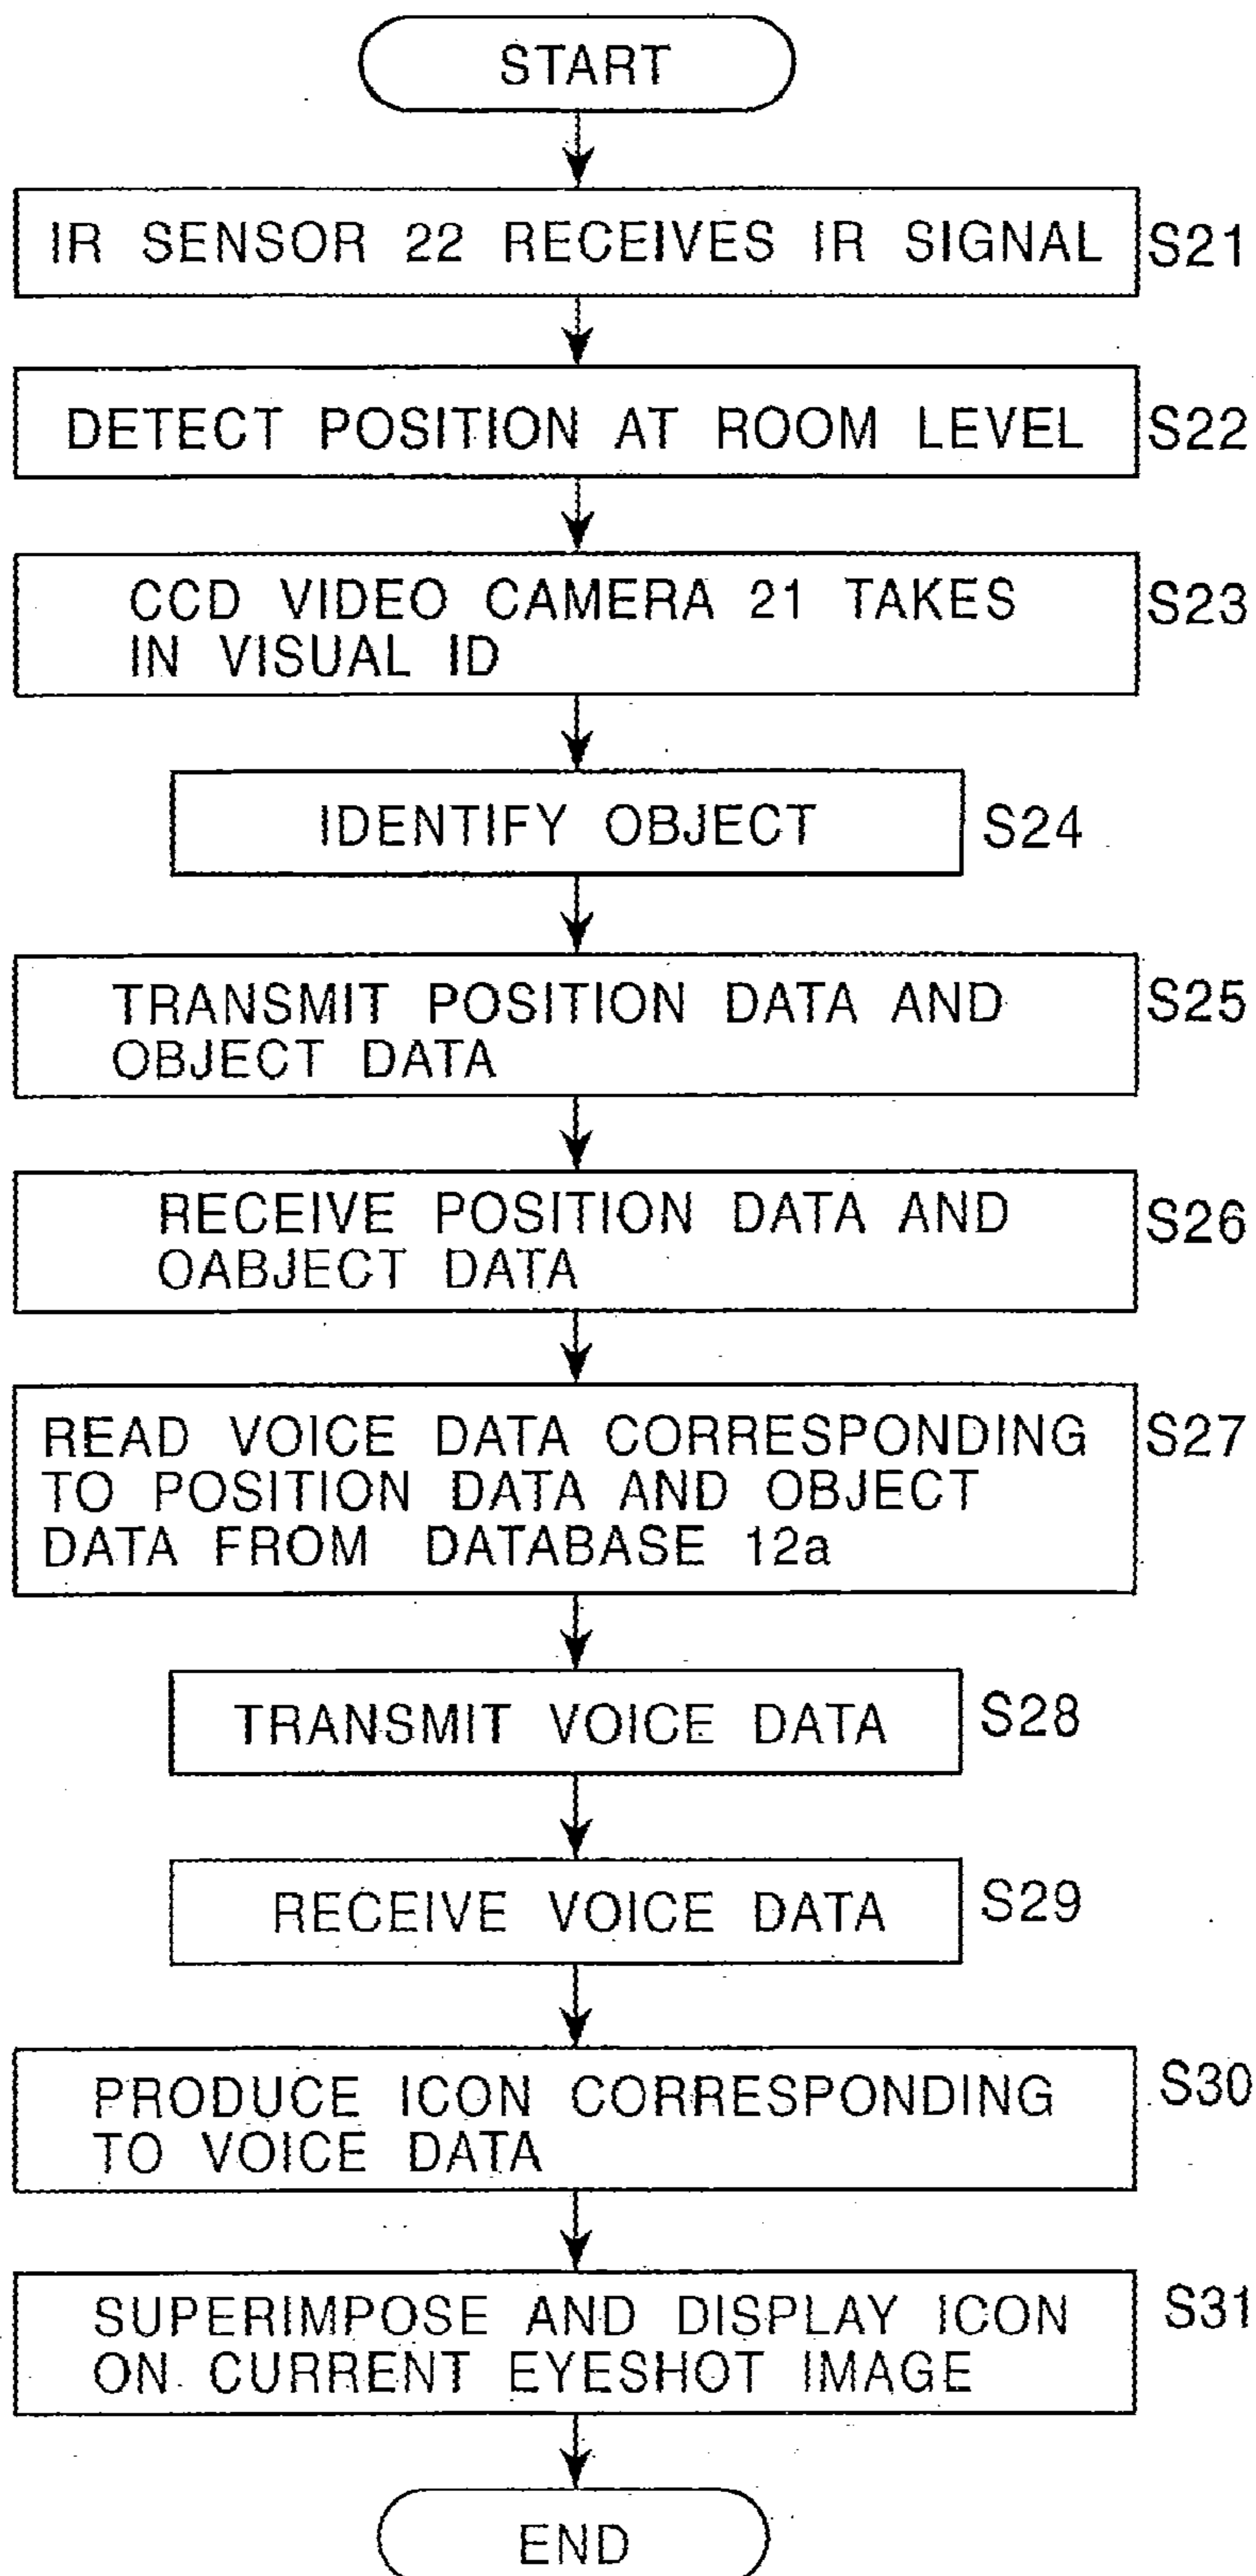 START
IR SENSOR 22 RECEIVES IR SIGNAL S21
DETECT POSITION AT ROOM LEVEL S22
CCD VIDEO CAMERA 21 TAKES S23
IN VISUAL ID
IDENTIFY OBJECT S24
TRANSMIT POSITION DATA AND S25
OBJECT DATA
RECEIVE POSITION DATA AND S26
OABJECT DATA
READ VOICE DATA CORRESPONDING S27
TO POSITION DATA AND OBJECT
DATA FROM DATABASE 12a
TRANSMIT VOICE DATA S28
RECEIVE VOICE DATA S29
PRODUCE ICON CORRESPONDING S30
TO VOICE DATA
SUPERIMPOSE AND DISPLAY ICON S31
ON CURRENT EYESHOT IMAGE
END